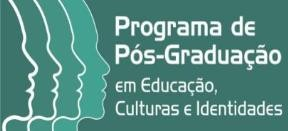 Programa de
Pós-Graduação
em Educação,
Culturas e Identidades